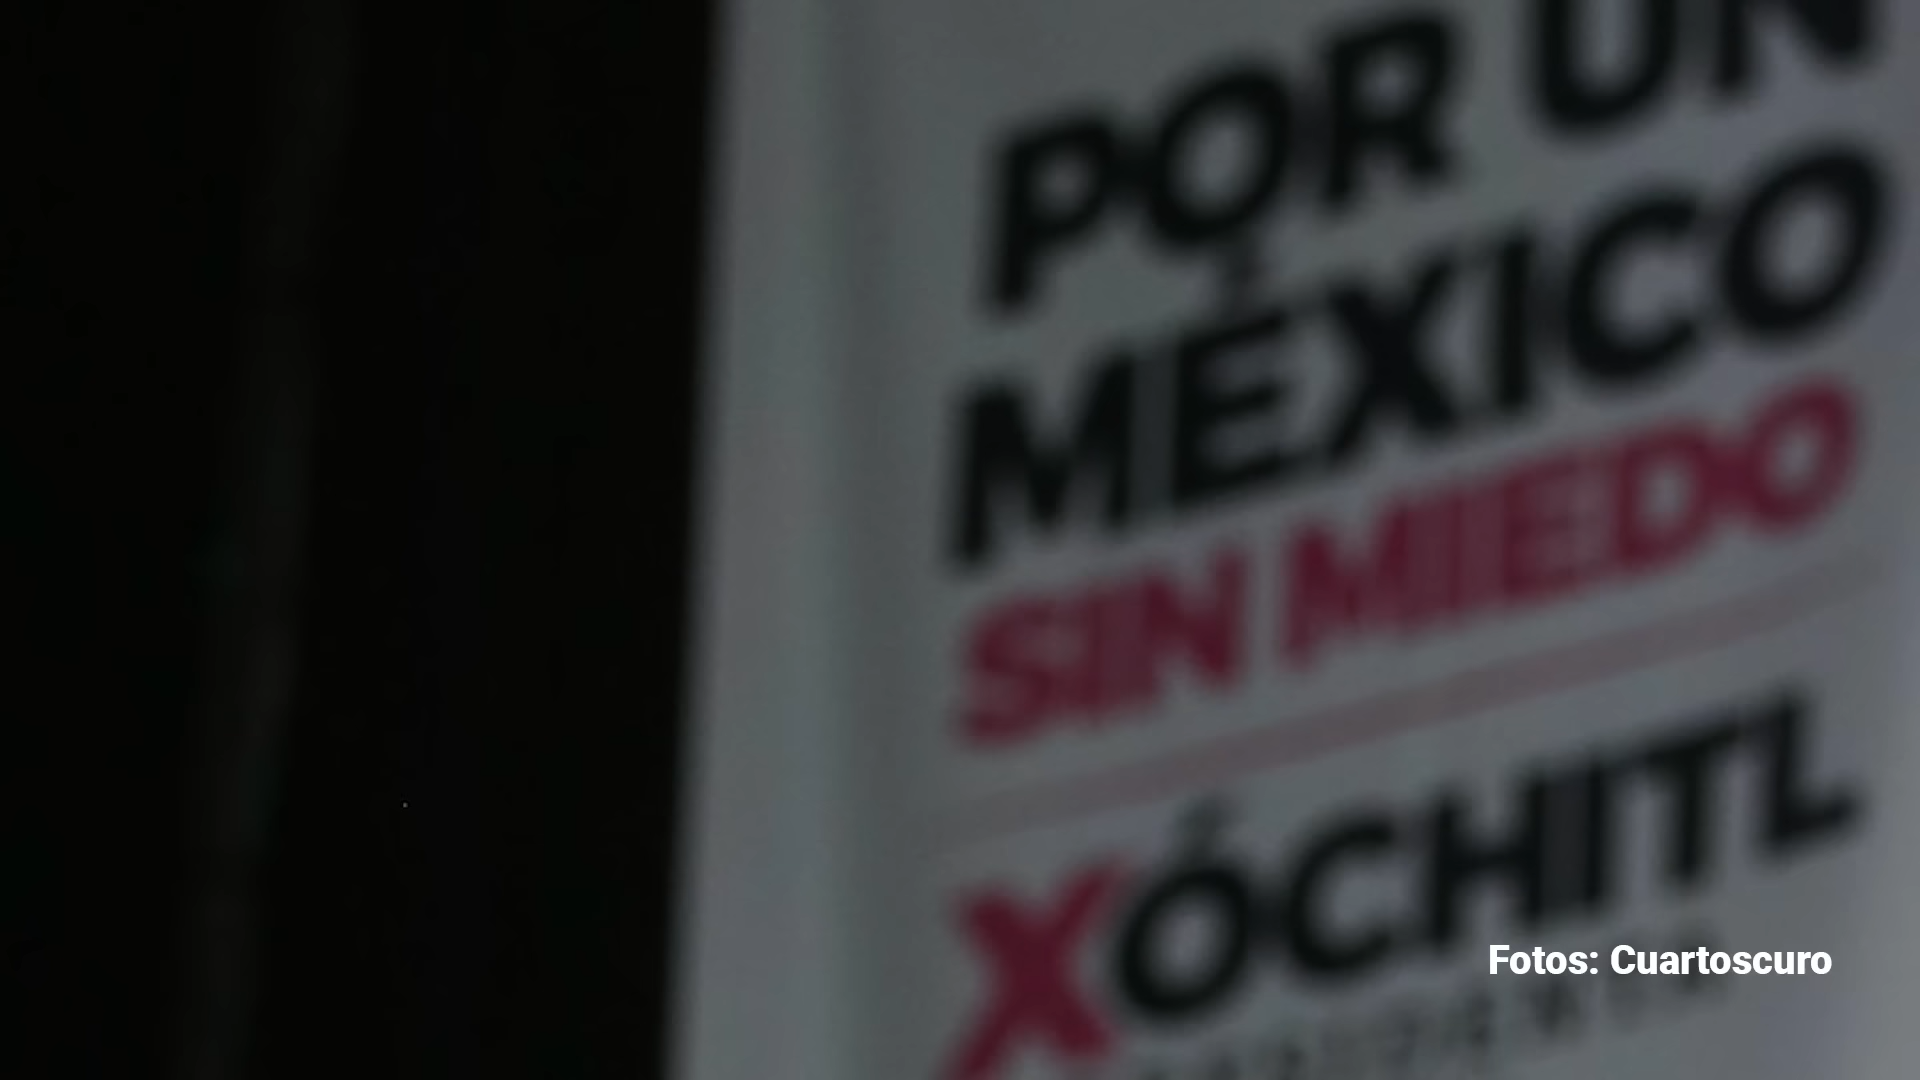 POR UN
MÉXICO
SIN MIEDO
XÓCHITL
Fotos: Cuartoscuro